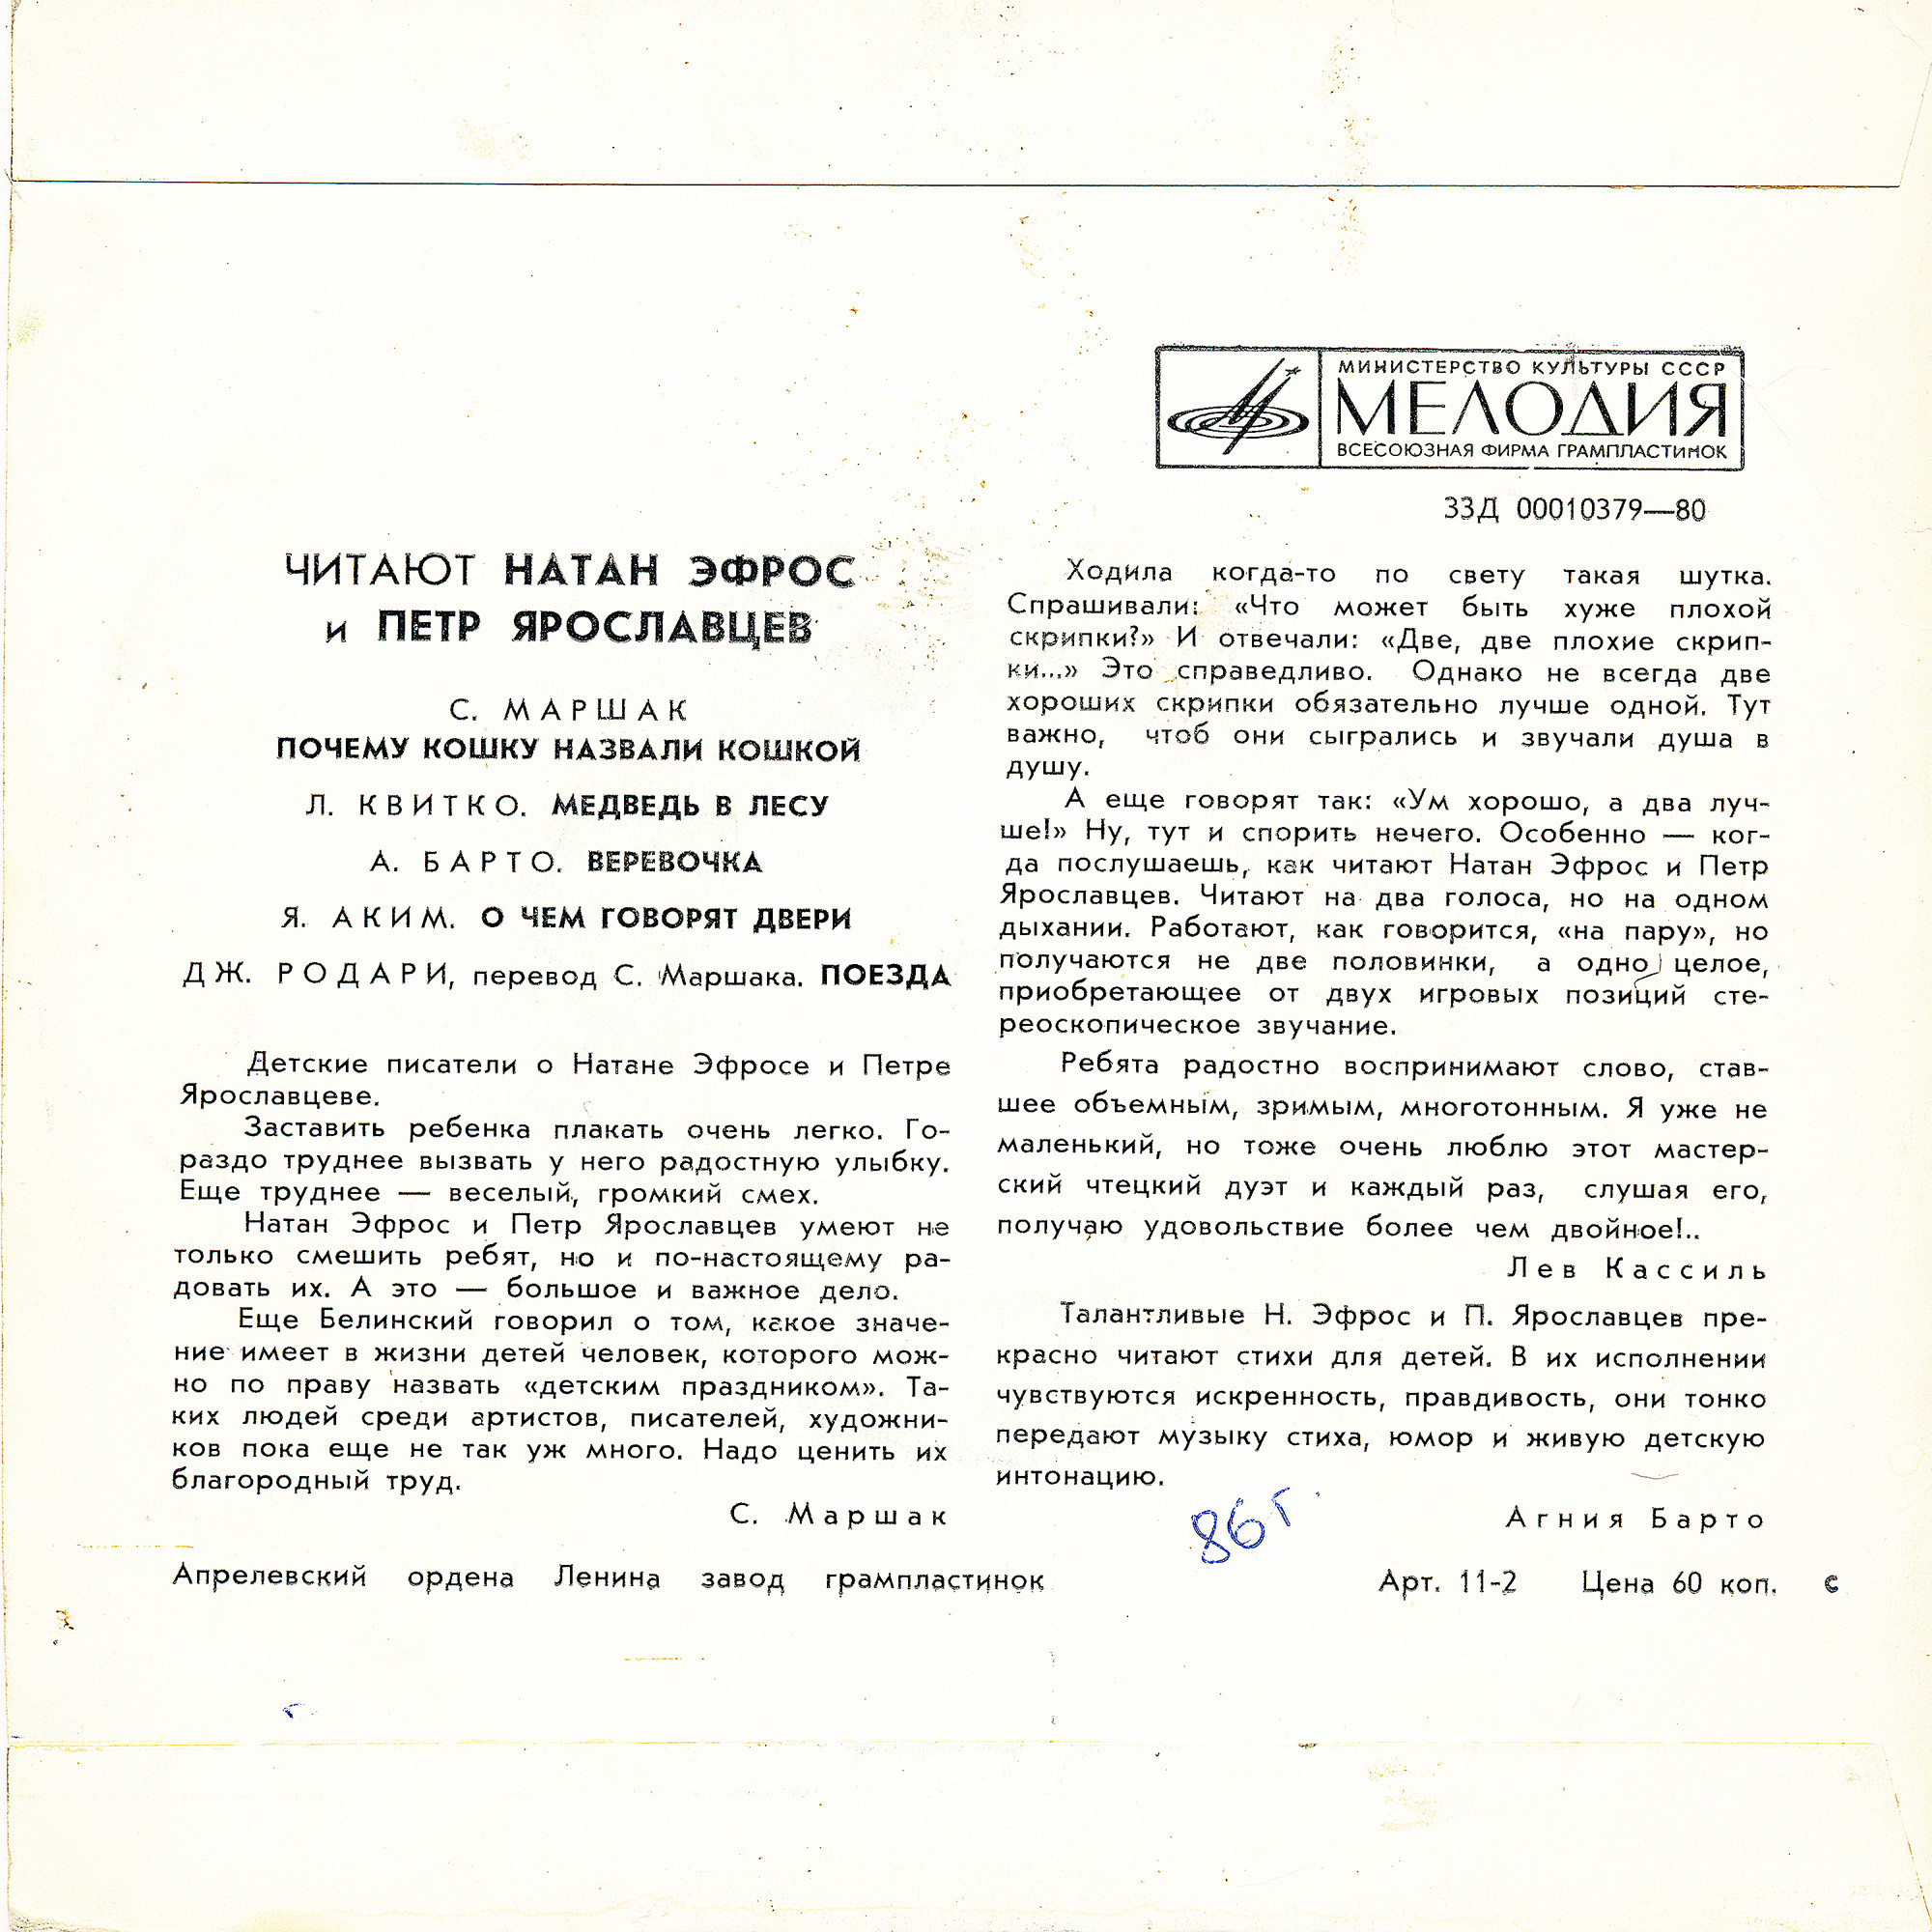 МИНИСТЕРСТВО КУЛЬТУРЫ СССР
МЕЛОДИЯ
ВСЕСОЮЗНАЯ ФИРМА ГРАМПЛАСТИНОК
33Д 00010379—80
ЧИТАЮТ НАТАН ЭФРОС
и ПЕТР ЯРОСЛАВЦЕВ
С. МАРШАК
ПОЧЕМУ КОШКУ НАЗВАЛИ КОШКОЙ
Л. КВИТКО. МЕДВЕДЬ В ЛЕСУ
А. БАРТО. ВЕРЕВОЧКА
Я. АКИМ. О ЧЕМ ГОВОРЯТ ДВЕРИ
ДЖ. РОДАРИ, перевод С. Маршака. ПОЕЗДА
Детские писатели о Натане Эфросе и Петре
Ярославцеве.
Заставить ребенка плакать очень легко. Го-
раздо труднее вызвать у него радостную улыбку.
Еще труднее — веселый, громкий смех.
Натан Эфрос и Петр Ярославцев умеют не
только смешить ребят, но и по-настоящему ра-
довать их. А это — большое и важное дело.
Еще Белинский говорил о том, какое значе-
ние имеет в жизни детей человек, которого мож-
но по праву назвать «детским праздником». Та-
ких людей среди артистов, писателей, художни-
ков пока еще не так уж много. Надо ценить их
благородный труд.
С. Маршак
Ходила когда-то по свету такая шутка.
Спрашивали: «Что может быть хуже плохой
скрипки?» И отвечали: «Две, две плохие скрип-
ки...» Это справедливо. Однако не всегда две
хороших скрипки обязательно лучше одной. Тут
важно, чтоб они сыгрались и звучали душа в
душу.
А еще говорят так: «Ум хорошо, а два луч-
ше!» Ну, тут и спорить нечего. Особенно — ког-
да послушаешь, как читают Натан Эфрос и Петр
Ярославцев. Читают на два голоса, но на одном
дыхании. Работают, как говорится, «на пару», но
получаются не две половинки, а одно целое,
приобретающее от двух игровых позиций сте-
реоскопическое звучание.
Ребята радостно воспринимают слово, став-
шее объемным, зримым, многотонным. Я уже не
маленький, но тоже очень люблю этот мастер-
ский чтецкий дуэт и каждый раз, слушая его,
получаю удовольствие более чем двойное!..
Лев Кассиль
Талантливые Н. Эфрос и П. Ярославцев пре-
красно читают стихи для детей. В их исполнении
чувствуются искренность, правдивость, они тонко
передают музыку стиха, юмор и живую детскую
интонацию.
Агния Барто
86г
Апрелевский ордена Ленина завод грампластинок
Арт. 11-2 Цена 60 коп. С